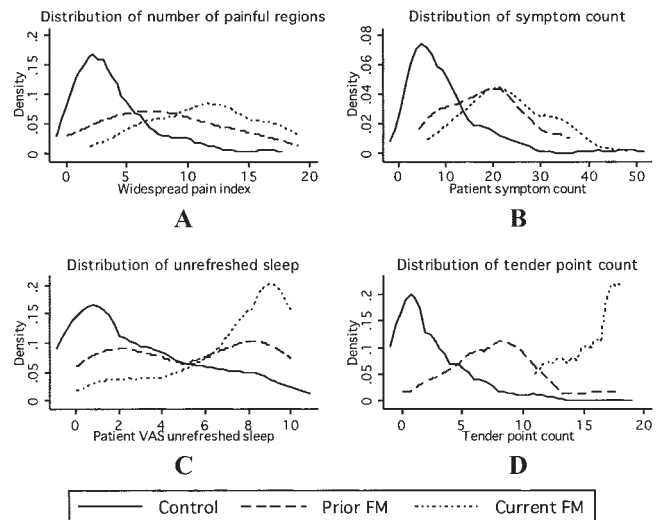 Distribution of number of painful regions
Density
0 .05 .1 .15 .2
0 5 10 15 20
Widespread pain index
A
Distribution of symptom count
Density
0 .02 .04 .06 .08
0 10 20 30 40 50
Patient symptom count
B
Distribution of unrefreshed sleep
Density
0 .05 .1 .15 .2
0 2 4 6 8 10
Patient VAS unrefreshed sleep
C
Distribution of tender point count
Density
0 .05 .1 .15 .2
0 5 10 15 20
Tender point count
D
Control Prior FM Current FM